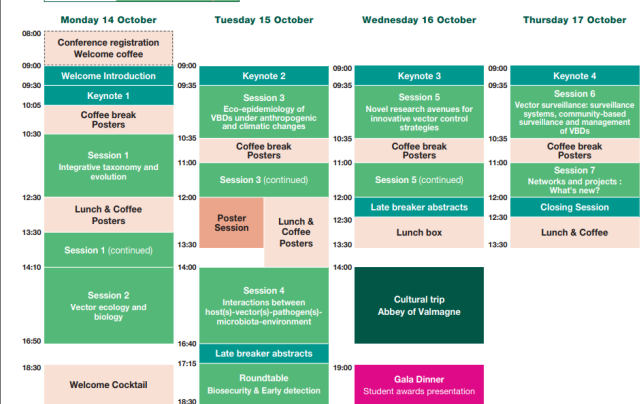 Monday 14 October
08:00
Conference registration
Welcome coffee
09:00
Welcome Introduction
09:30
Keynote 1
10:05
Coffee break
Posters
10:30
Session 1
Integrative taxonomy and
evolution
12:30
Lunch & Coffee
Posters
13:30
Session 1 (continued)
14:10
Session 2
Vector ecology and
biology
16:50
18:30
Welcome Cocktail
Tuesday 15 October
09:00
Keynote 2
09:35
Session 3
Eco-epidemiology of
VBDs under anthropogenic
and climatic changes
10:35
Coffee break
Posters
11:00
Session 3 (continued)
12:00
Poster
Session
Lunch &
Coffee
Posters
13:30
14:00
Session 4
Interactions between
host(s)-vector(s)-pathogen(s)-
microbiota-environment
16:40
Late breaker abstracts
17:15
Roundtable
Biosecurity & Early detection
18:30
Wednesday 16 October
09:00
Keynote 3
09:35
Session 5
Novel research avenues for
innovative vector control
strategies
10:35
Coffee break
Posters
11:00
Session 5 (continued)
12:00
Late breaker abstracts
12:30
Lunch box
13:30
14:00
Cultural trip
Abbey of Valmagne
19:00
Gala Dinner
Student awards presentation
Thursday 17 October
09:00
Keynote 4
09:35
Session 6
Vector surveillance: surveillance
systems, community-based
surveillance and management
of VBDs
10:35
Coffee break
Posters
11:00
Session 7
Networks and projects :
What's new?
12:00
Closing Session
12:30
Lunch & Coffee
13:30